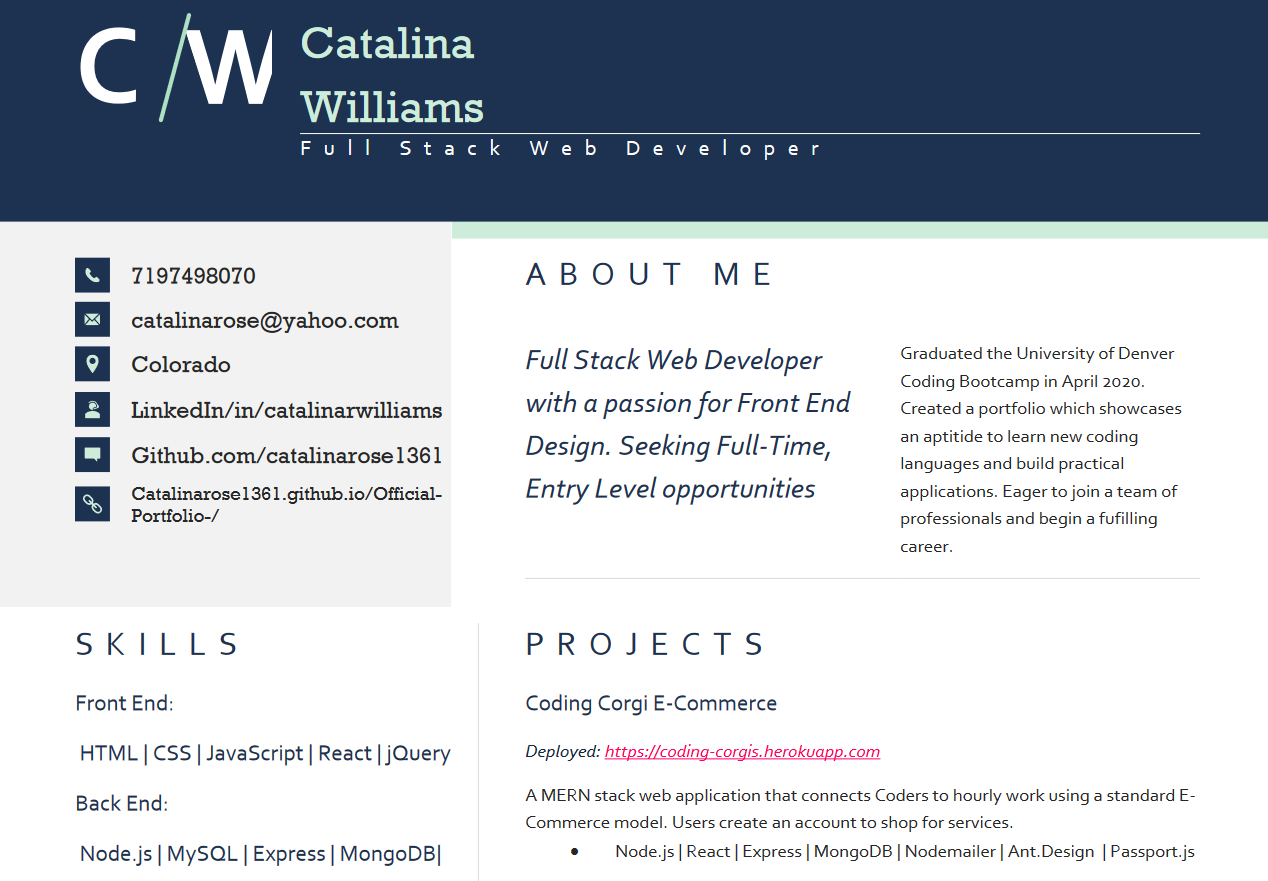 C/W
Catalina
Williams
Full Stack Web Developer
7197498070
catalinarose@yahoo.com
Colorado
LinkedIn/in/catalinarwilliams
Github.com/catalinarose1361
Catalinarose1361.github.io/Official-
Portfolio-/
ABOUT ME
Full Stack Web Developer
with a passion for Front End
Design. Seeking Full-Time,
Entry Level opportunities
Graduated the University of Denver
Coding Bootcamp in April 2020.
Created a portfolio which showcases
an aptitide to learn new coding
languages and build practical
applications. Eager to join a team of
professionals and begin a fufilling
career.
SKILLS
Front End:
HTML | CSS | JavaScript | React | jQuery
Back End:
Node.js | MySQL | Express | MongoDB|
PROJECTS
Coding Corgi E-Commerce
Deployed: https://coding-corgis.herokuapp.com
A MERN stack web application that connects Coders to hourly work using a standard E-
Commerce model. Users create an account to shop for services.
• Node.js | React | Express | MongoDB | Nodemailer | Ant.Design | Passport.js